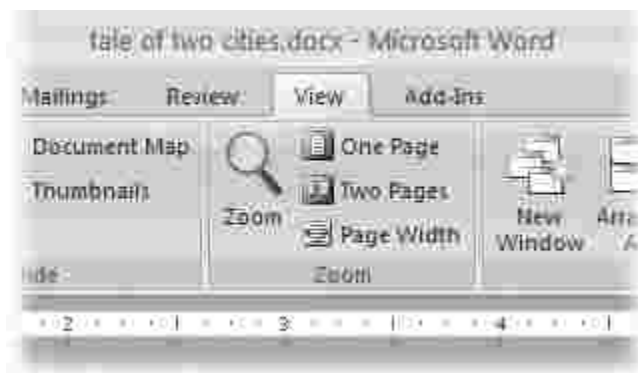 tale of two cities.docx - Microsoft Word
Mailings Review View Add-Ins
Document Map
Thumbnails
Zoom
One Page
Two Pages
Page Width
New
Window
Zoom
2 3 4